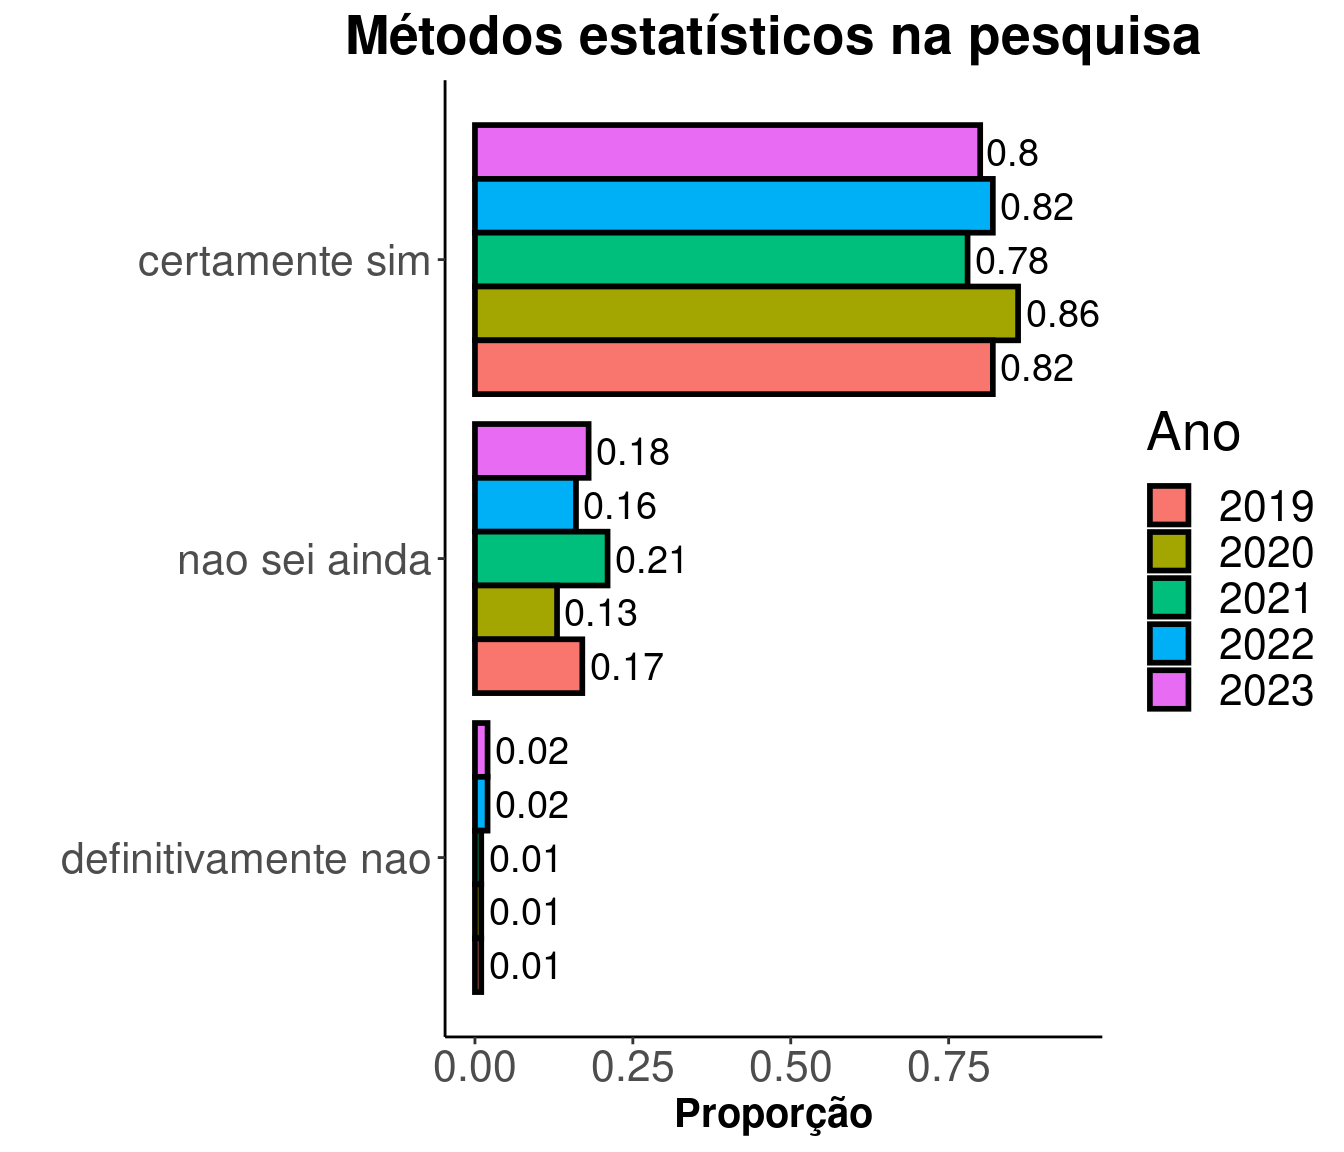 Métodos estatísticos na pesquisa
certamente sim
0.8
0.82
0.78
0.86
0.82
nao sei ainda
0.18
0.16
0.21
0.13
0.17
definitivamente nao
0.02
0.02
0.01
0.01
0.01
0.00 0.25 0.50 0.75
Proporção
Ano
2019
2020
2021
2022
2023